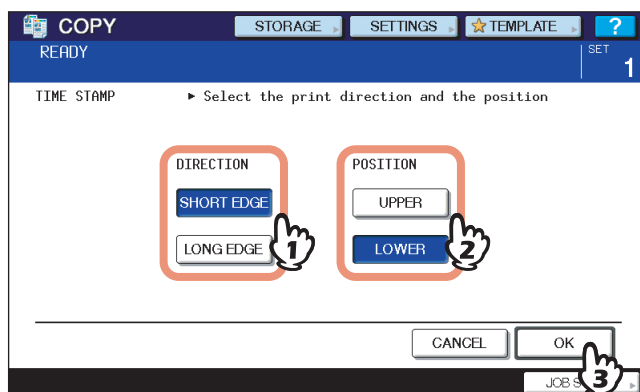 COPY STORAGE SETTINGS TEMPLATE ?
READY SET
1
TIME STAMP ► Select the print direction and the position
DIRECTION POSITION
SHORT EDGE UPPER
LONG EDGE 1 LOWER 2
CANCEL OK
JOB S 3